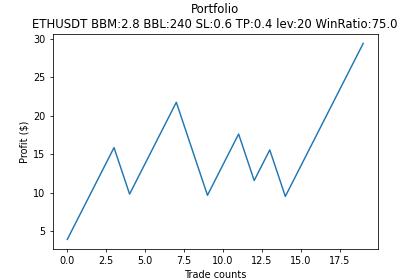 Portfolio
ETHUSDT BBM:2.8 BBL:240 SL:0.6 TP:0.4 lev:20 WinRatio:75.0
30
25
20
15
10
5
Profit ($)
0.0 2.5 5.0 7.5 10.0 12.5 15.0 17.5
Trade counts